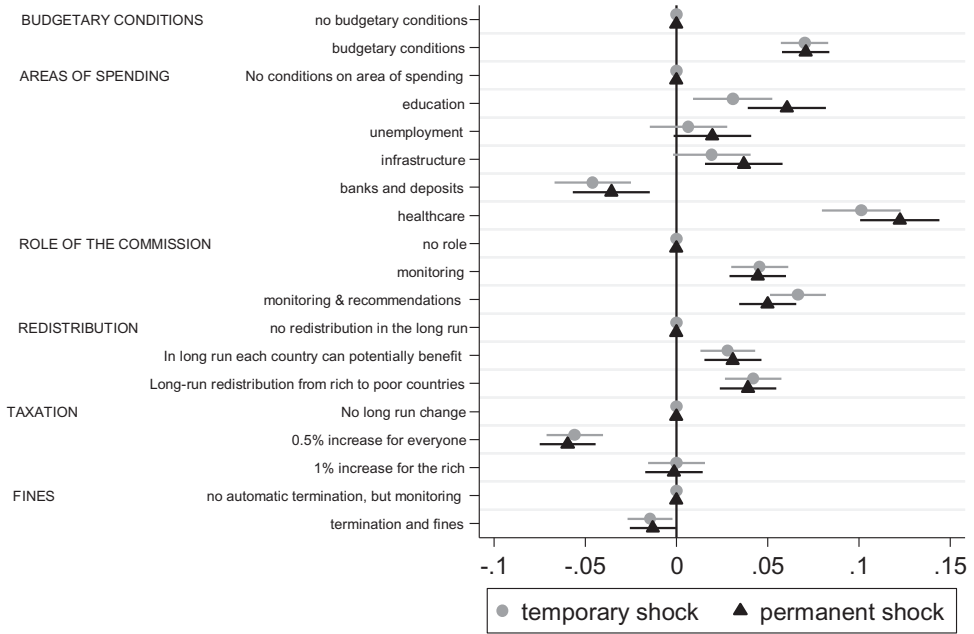 BUDGETARY CONDITIONS no budgetary conditions
budgetary conditions
AREAS OF SPENDING No conditions on area of spending
education
unemployment
infrastructure
banks and deposits
healthcare
ROLE OF THE COMMISSION no role
monitoring
monitoring & recommendations
REDISTRIBUTION no redistribution in the long run
In long run each country can potentially benefit
Long-run redistribution from rich to poor countries
TAXATION No long run change
0.5% increase for everyone
1% increase for the rich
FINES no automatic termination, but monitoring
termination and fines
-.1 -.05 0 .05 .1 .15
temporary shock permanent shock